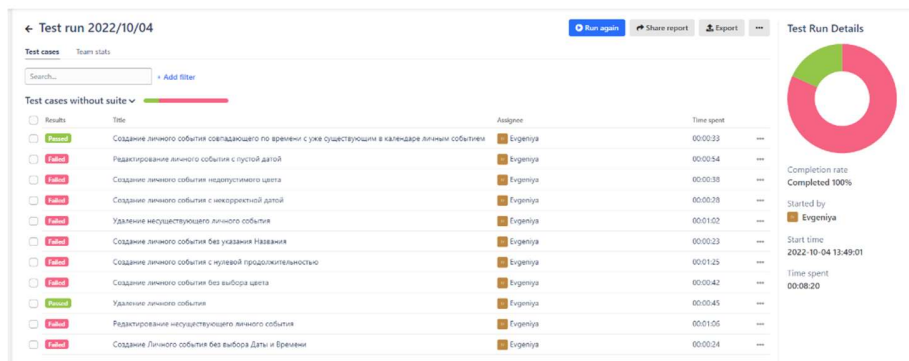 ← Test run 2022/10/04
Run again
Share report
Export
Test cases Team stats
Search...
+ Add filter
Test cases without suite
Results Title Assignee Time spent
Passed Создание личного события совпадающего по времени с уже существующим в календаре личным событием Evgeniya 00:00:33
Failed Редактирование личного события с пустой датой Evgeniya 00:00:54
Failed Создание личного события недопустимого цвета Evgeniya 00:00:38
Failed Создание личного события с некорректной датой Evgeniya 00:00:28
Failed Удаление несуществующего личного события Evgeniya 00:01:02
Failed Создание личного события без указания Названия Evgeniya 00:00:23
Failed Создание личного события с нулевой продолжительностью Evgeniya 00:01:25
Failed Создание личного события без выбора цвета Evgeniya 00:00:42
Passed Удаление личного события Evgeniya 00:00:45
Failed Редактирование несуществующего личного события Evgeniya 00:01:06
Failed Создание Личного события без выбора Даты и Времени Evgeniya 00:00:24
Test Run Details
Completion rate
Completed 100%
Started by
Evgeniya
Start time
2022-10-04 13:49:01
Time spent
00:08:20